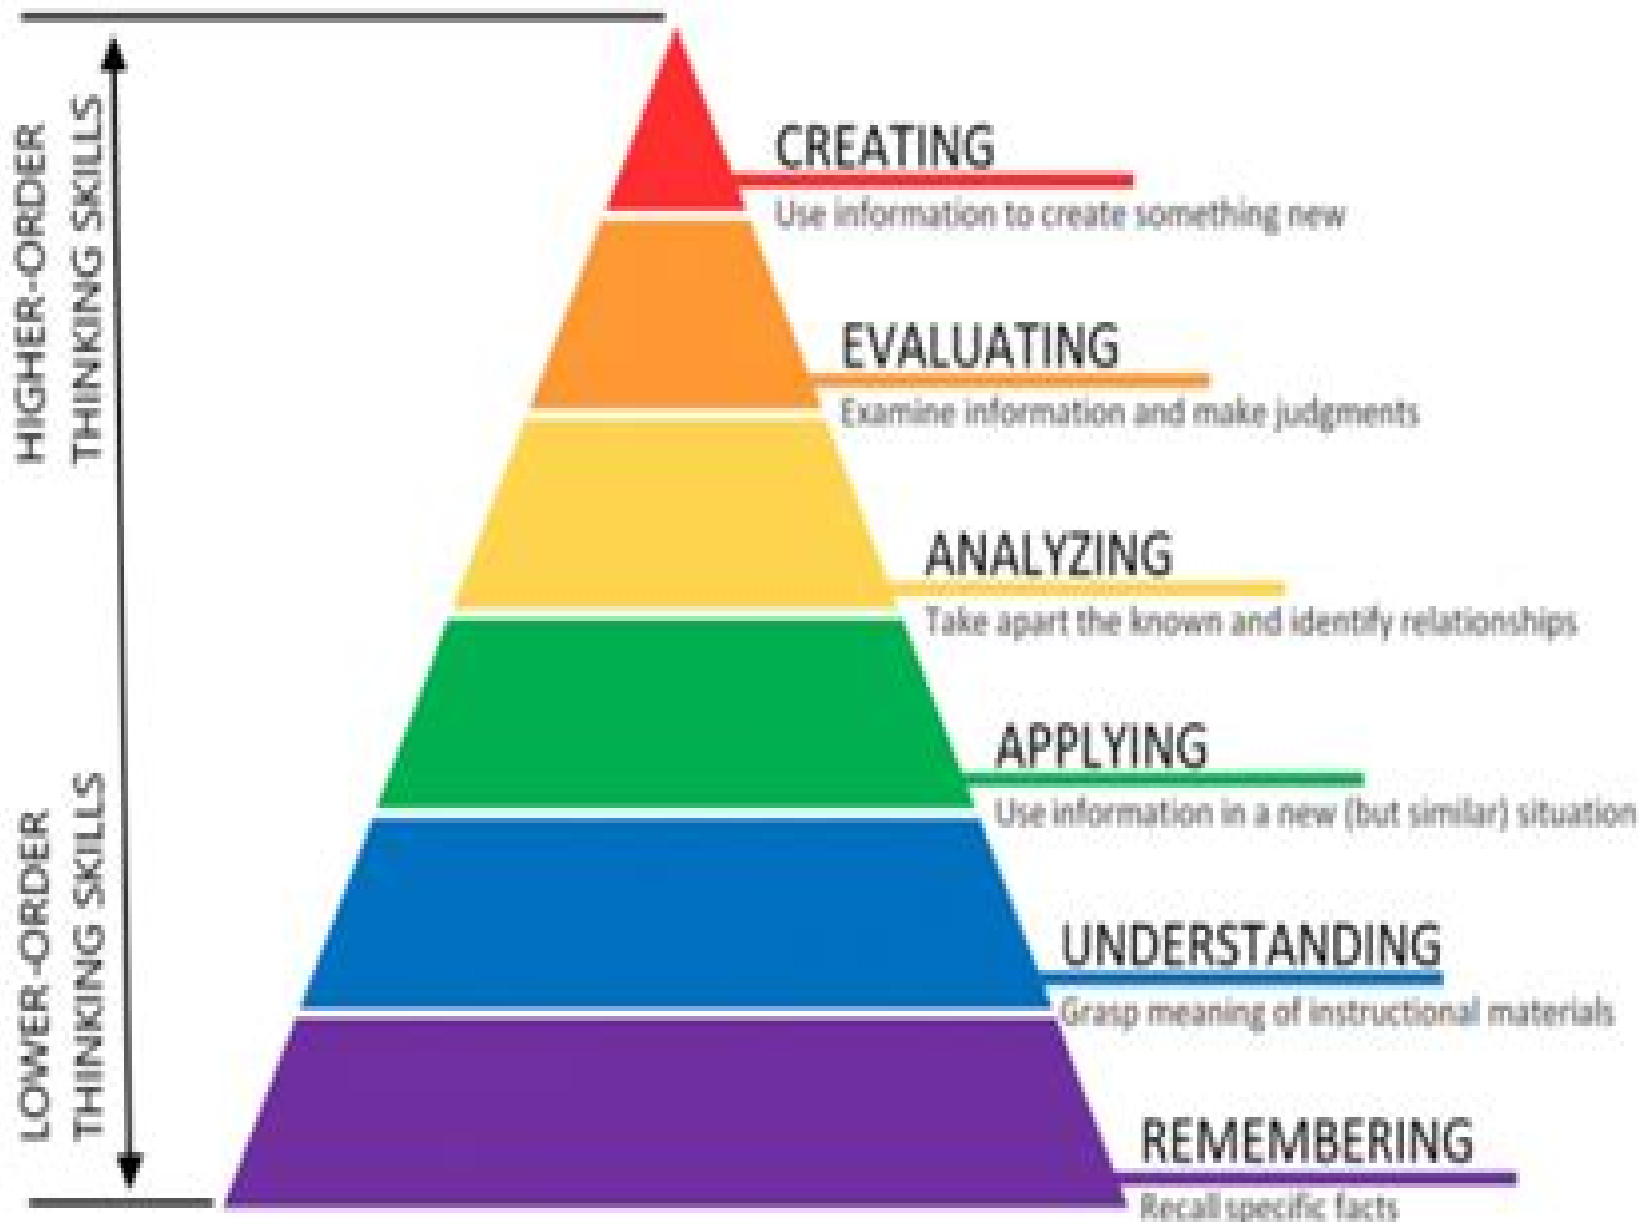 HIGHER-ORDER
THINKING SKILLS
CREATING
Use information to create something new
EVALUATING
Examine information and make judgments
ANALYZING
Take apart the known and identify relationships
APPLYING
Use information in a new (but similar) situation
LOWER-ORDER
THINKING SKILLS
UNDERSTANDING
Grasp meaning of instructional materials
REMEMBERING
Recall specific facts